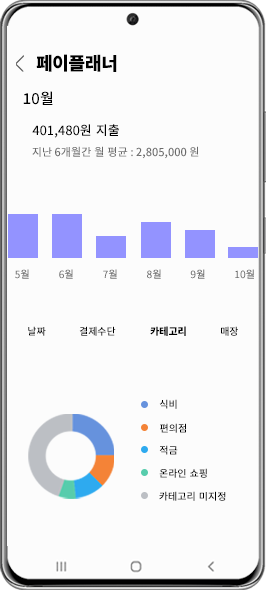 페이플래너
10월
401,480원 지출
지난 6개월간 월 평균 : 2,805,000 원
5월 6월 7월 8월 9월 10월
날짜 결제수단 카테고리 매장
식비
편의점
적금
온라인 쇼핑
카테고리 미지정